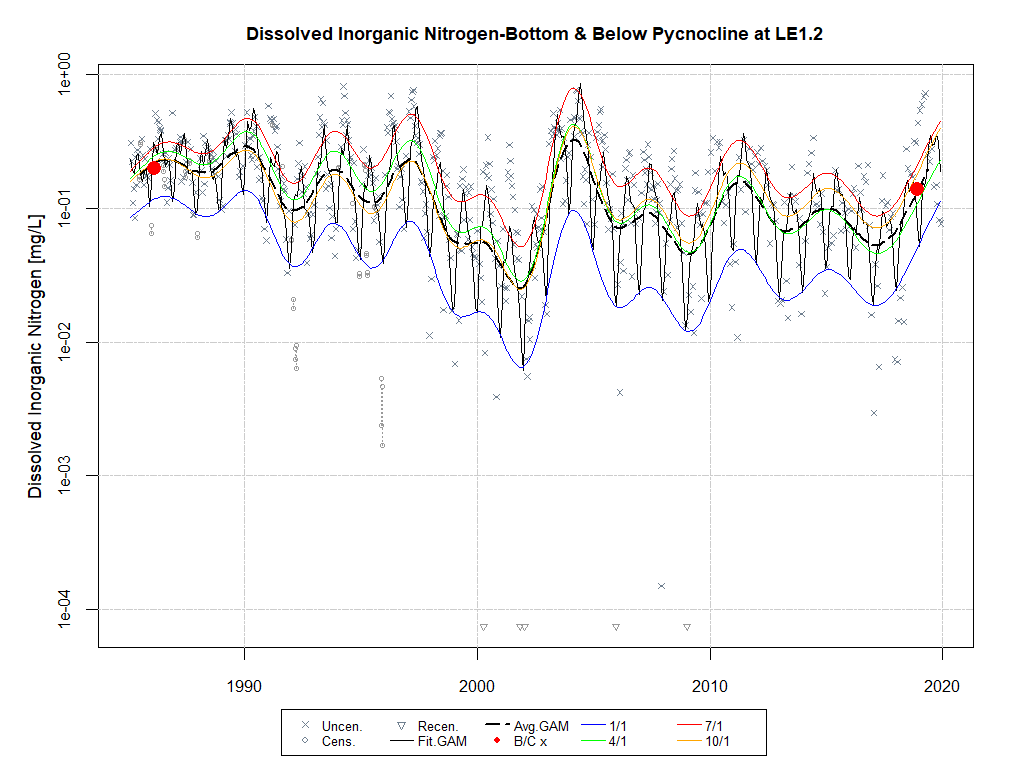 Dissolved Inorganic Nitrogen-Bottom & Below Pycnocline at LE1.2
Dissolved Inorganic Nitrogen [mg/L]
1e+00
1e-01
1e-02
1e-03
1e-04
1990 2000 2010 2020
Uncen. Recen. Avg.GAM 1/1 7/1
Cens. Fit.GAM B/C x 4/1 10/1